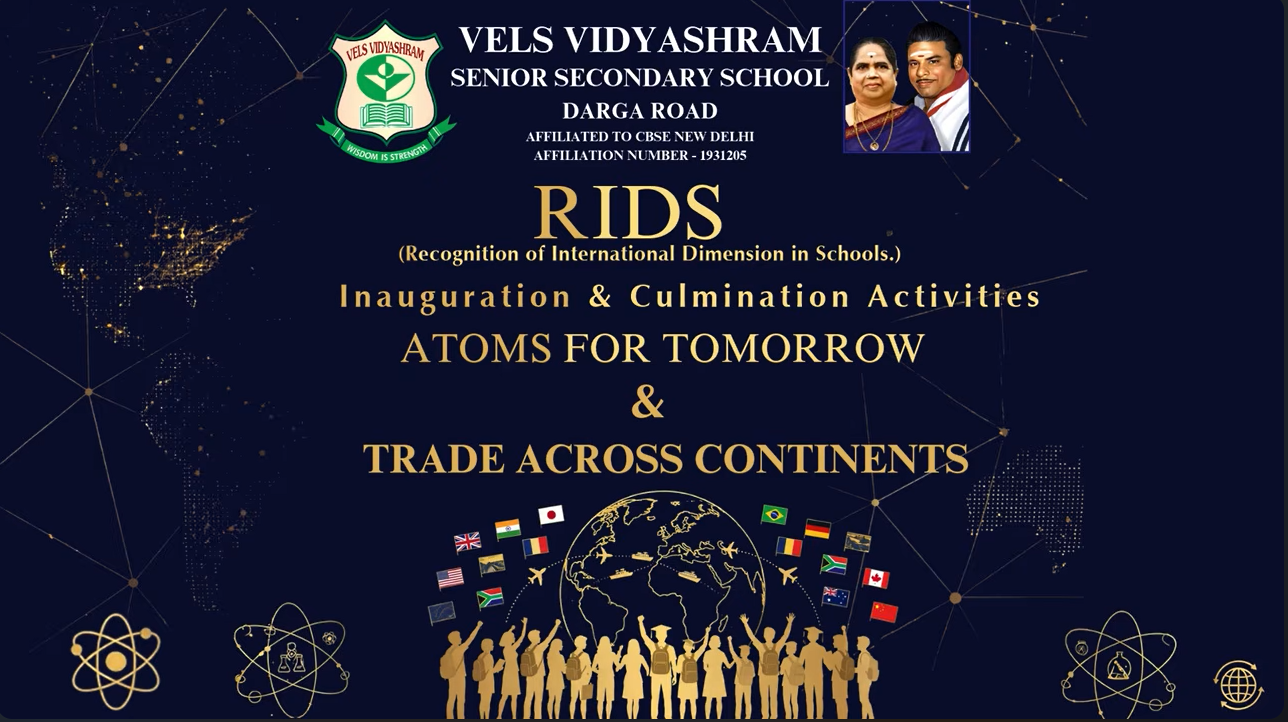 VELS VIDYASHRAM
WISDOM IS STRENGTH
VELS VIDYASHRAM
SENIOR SECONDARY SCHOOL
DARGA ROAD
AFFILIATED TO CBSE NEW DELHI
AFFILIATION NUMBER - 1931205
RIDS
(Recognition of International Dimension in Schools.)
Inauguration & Culmination Activities
ATOMS FOR TOMORROW
&
TRADE ACROSS CONTINENTS